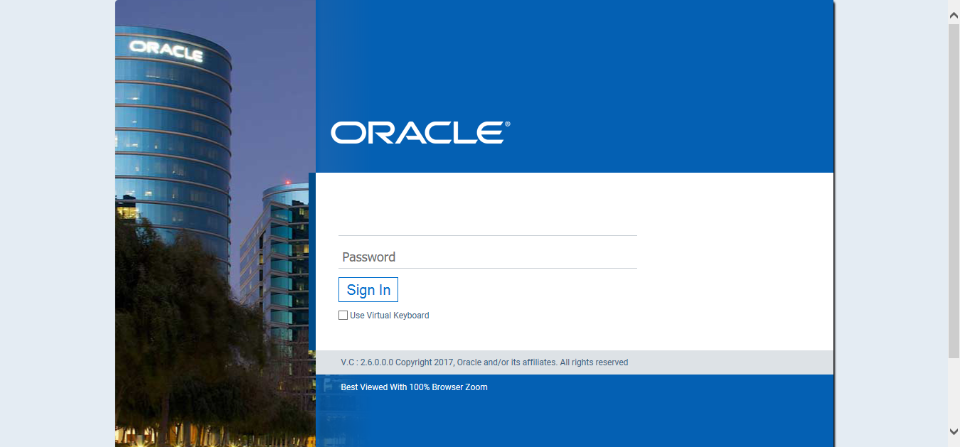 ORACLE
ORACLE®
Password
Sign In
Use Virtual Keyboard
V.C : 2.6.0.0.0 Copyright 2017, Oracle and/or its affiliates. All rights reserved
Best Viewed With 100% Browser Zoom